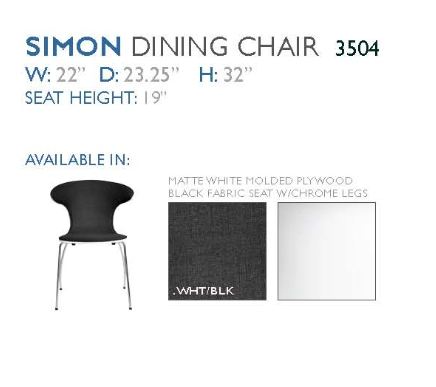 SIMON DINING CHAIR 3504
W: 22” D: 23.25” H: 32”
SEAT HEIGHT: 19”
AVAILABLE IN:
MATTE WHITE MOLDED PLYWOOD
BLACK FABRIC SEAT W/CHROME LEGS
.WHT/BLK